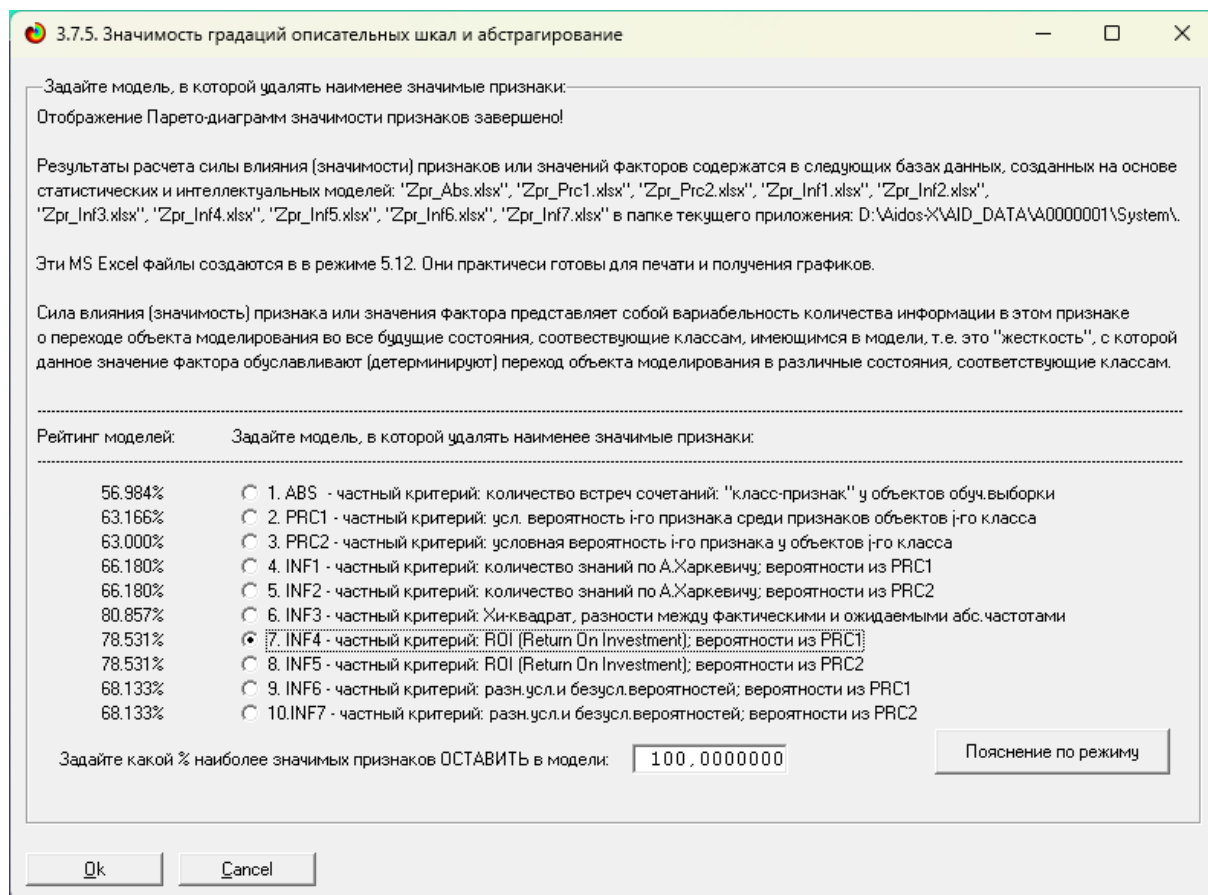 3.7.5. Значимость градаций описательных шкал и абстрагирование
Задайте модель, в которой удалять наименее значимые признаки:
Отображение Парето-диаграмм значимости признаков завершено!
Результаты расчета силы влияния (значимости) признаков или значений факторов содержатся в следующих базах данных, созданных на основе
статистических и интеллектуальных моделей: "Zpr_Abs.xlsx", "Zpr_Prc1.xlsx", "Zpr_Prc2.xlsx", "Zpr_Inf1.xlsx", "Zpr_Inf2.xlsx",
"Zpr_Inf3.xlsx", "Zpr_Inf4.xlsx", "Zpr_Inf5.xlsx", "Zpr_Inf6.xlsx", "Zpr_Inf7.xlsx" в папке текущего приложения: D:\Aidos-X\AID_DATA\A0000001\System\.
Эти MS Excel файлы создаются в в режиме 5.12. Они практичеси готовы для печати и получения графиков.
Сила влияния (значимость) признака или значения фактора представляет собой вариабельность количества информации в этом признаке
о переходе объекта моделирования во все будущие состояния, соотвествующие классам, имеющимся в модели, т.е. это "жесткость", с которой
данное значение фактора обуславливают (детерминируют) переход объекта моделирования в различные состояния, соответствующие классам.
Рейтинг моделей: Задайте модель, в которой удалять наименее значимые признаки:
56.984% 1. ABS - частный критерий: количество встреч сочетаний: "класс-признак" у объектов обуч.выборки
63.166% 2. PRC1 - частный критерий: усл. вероятность i-го признака среди признаков объектов j-го класса
63.000% 3. PRC2 - частный критерий: условная вероятность i-го признака у объектов j-го класса
66.180% 4. INF1 - частный критерий: количество знаний по А.Харкевичу; вероятности из PRC1
66.180% 5. INF2 - частный критерий: количество знаний по А.Харкевичу; вероятности из PRC2
80.857% 6. INF3 - частный критерий: Хи-квадрат, разности между фактическими и ожидаемыми абс.частотами
78.531% 7. INF4 - частный критерий: ROI (Return On Investment); вероятности из PRC1
78.531% 8. INF5 - частный критерий: ROI (Return On Investment); вероятности из PRC2
68.133% 9. INF6 - частный критерий: разн.усл.и безусл.вероятностей; вероятности из PRC1
68.133% 10.INF7 - частный критерий: разн.усл.и безусл.вероятностей; вероятности из PRC2
Задайте какой % наиболее значимых признаков ОСТАВИТЬ в модели: 100,0000000
Пояснение по режиму
Ok Cancel